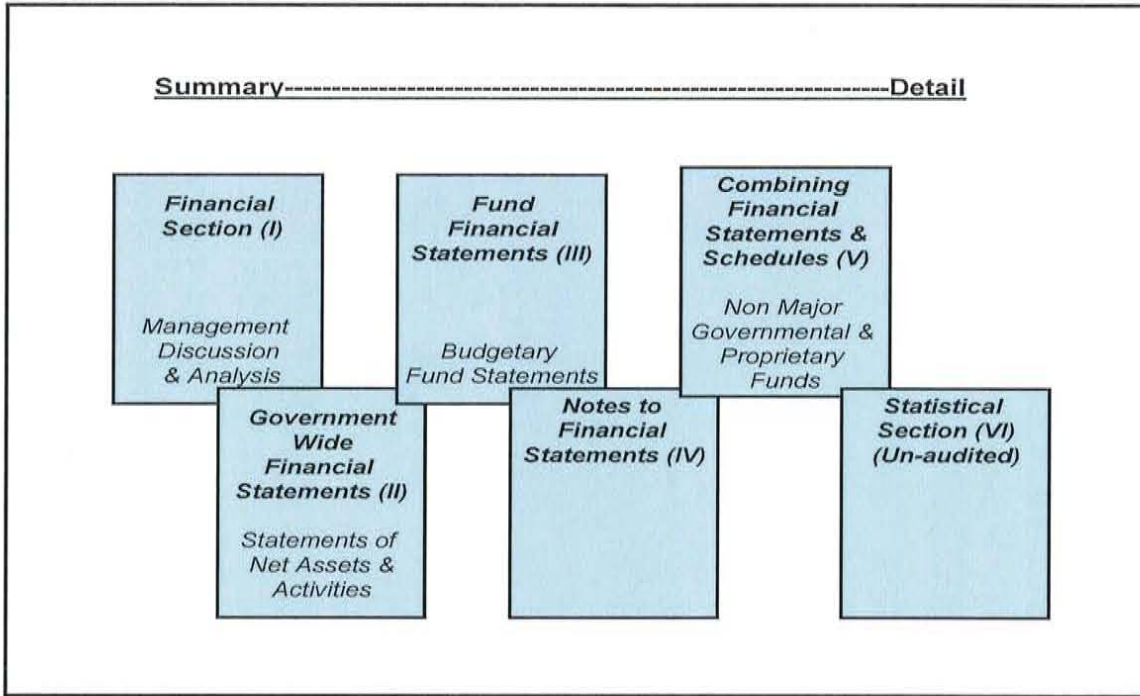 Summary-----------------------------------------------------------------Detail
Financial
Section (I)
Management
Discussion
& Analysis
Government
Wide
Financial
Statements (II)
Statements of
Net Assets &
Activities
Fund
Financial
Statements (III)
Budgetary
Fund Statements
Notes to
Financial
Statements (IV)
Combining
Financial
Statements &
Schedules (V)
Non Major
Governmental &
Proprietary
Funds
Statistical
Section (VI)
(Un-audited)